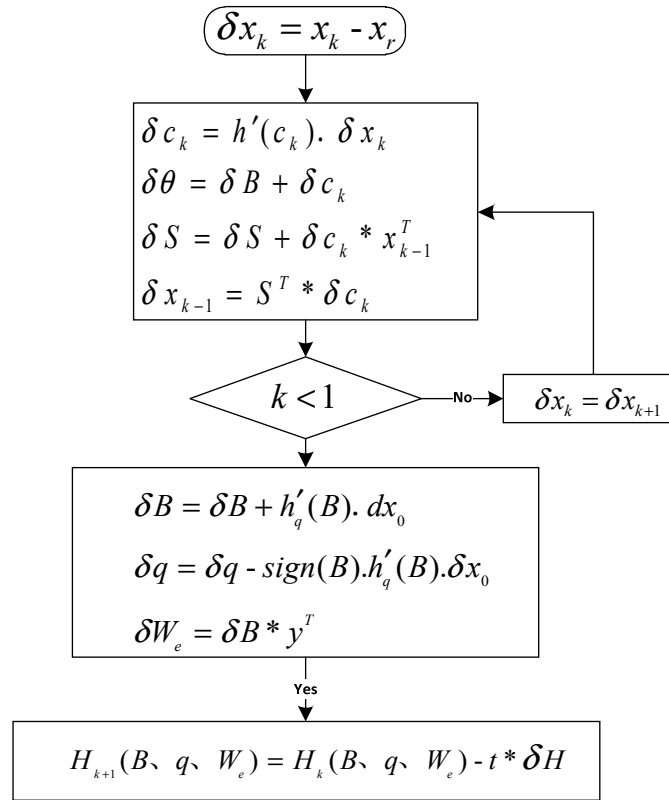 δx_k = x_k - x_r
δc_k = h′(c_k). δx_k
δθ = δB + δc_k
δS = δS + δc_k * x_{k-1}^T
δx_{k-1} = S^T * δc_k
k < 1
No
δx_k = δx_{k+1}
δB = δB + h′_q(B). dx_0
δq = δq - sign(B).h′_q(B).δx_0
δW_e = δB * y^T
Yes
H_{k+1}(B、q、W_e) = H_k(B、q、W_e) - t * δH